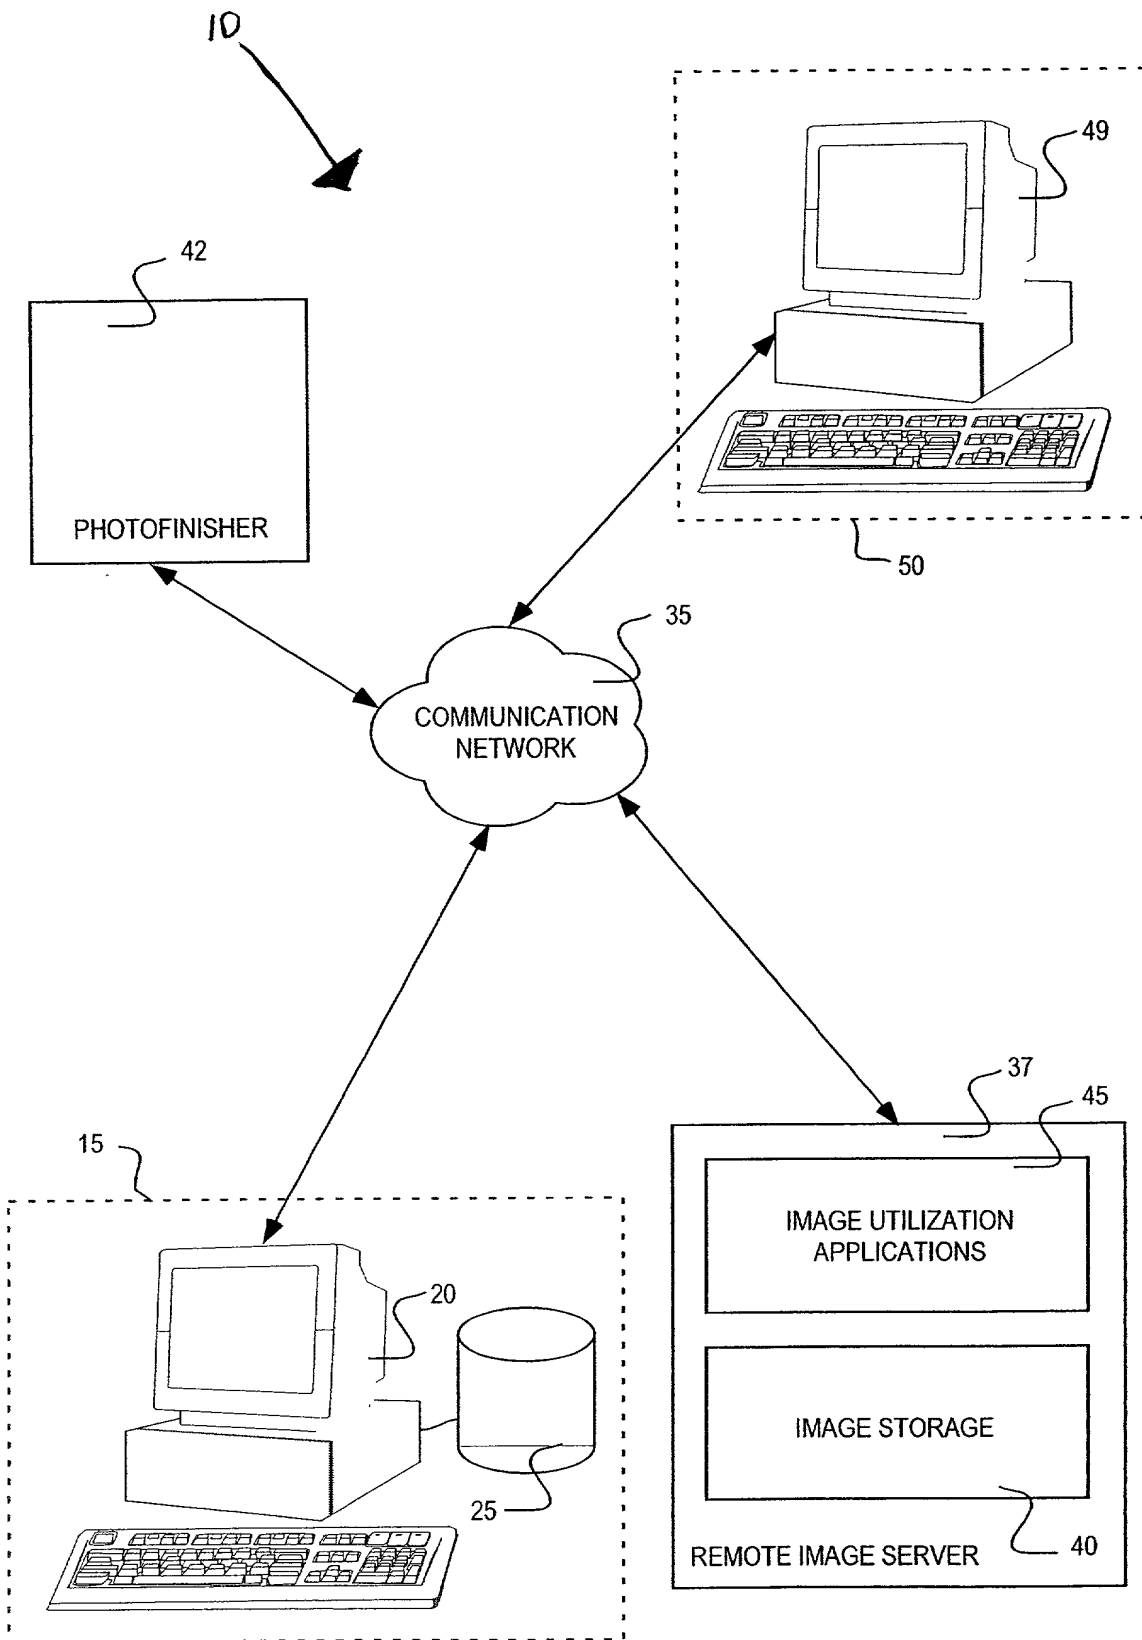 10
49
42
PHOTOFINISHER
50
35
COMMUNICATION
NETWORK
37
45
15
IMAGE UTILIZATION
APPLICATIONS
20
IMAGE STORAGE
25
40
REMOTE IMAGE SERVER